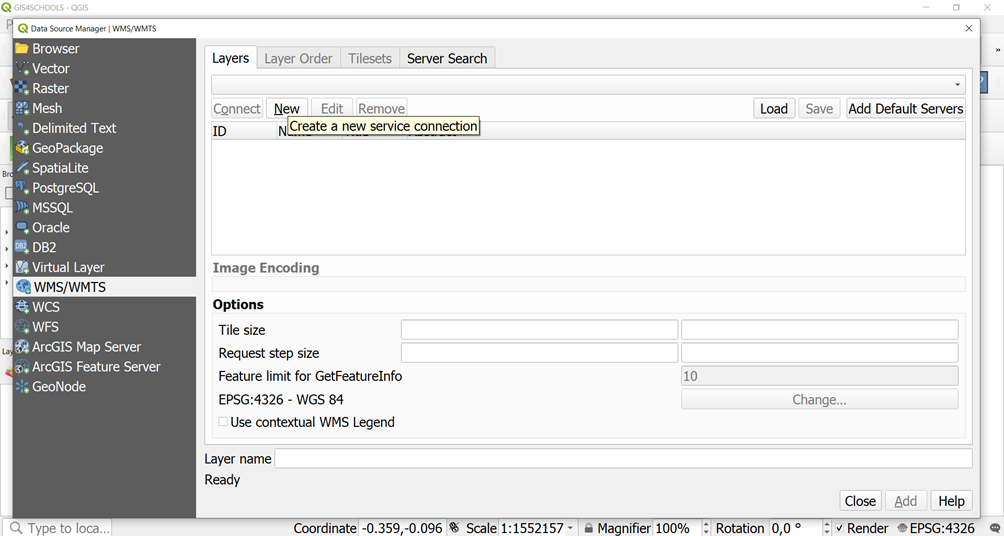 GIS4SCHOOLS - QGIS
Data Source Manager | WMS/WMTS
Browser
Vector
Raster
Mesh
Delimited Text
GeoPackage
SpatiaLite
PostgreSQL
MSSQL
Oracle
DB2
Virtual Layer
WMS/WMTS
WCS
WFS
ArcGIS Map Server
ArcGIS Feature Server
GeoNode
Layers Layer Order Tilesets Server Search
Connect New Edit Remove Load Save Add Default Servers
Create a new service connection
ID
Image Encoding
Options
Tile size
Request step size
Feature limit for GetFeatureInfo 10
EPSG:4326 - WGS 84 Change...
Use contextual WMS Legend
Layer name
Ready
Close Add Help
Type to loca... Coordinate -0.359,-0.096 Scale 1:1552157 Magnifier 100% Rotation 0,0 ° Render EPSG:4326